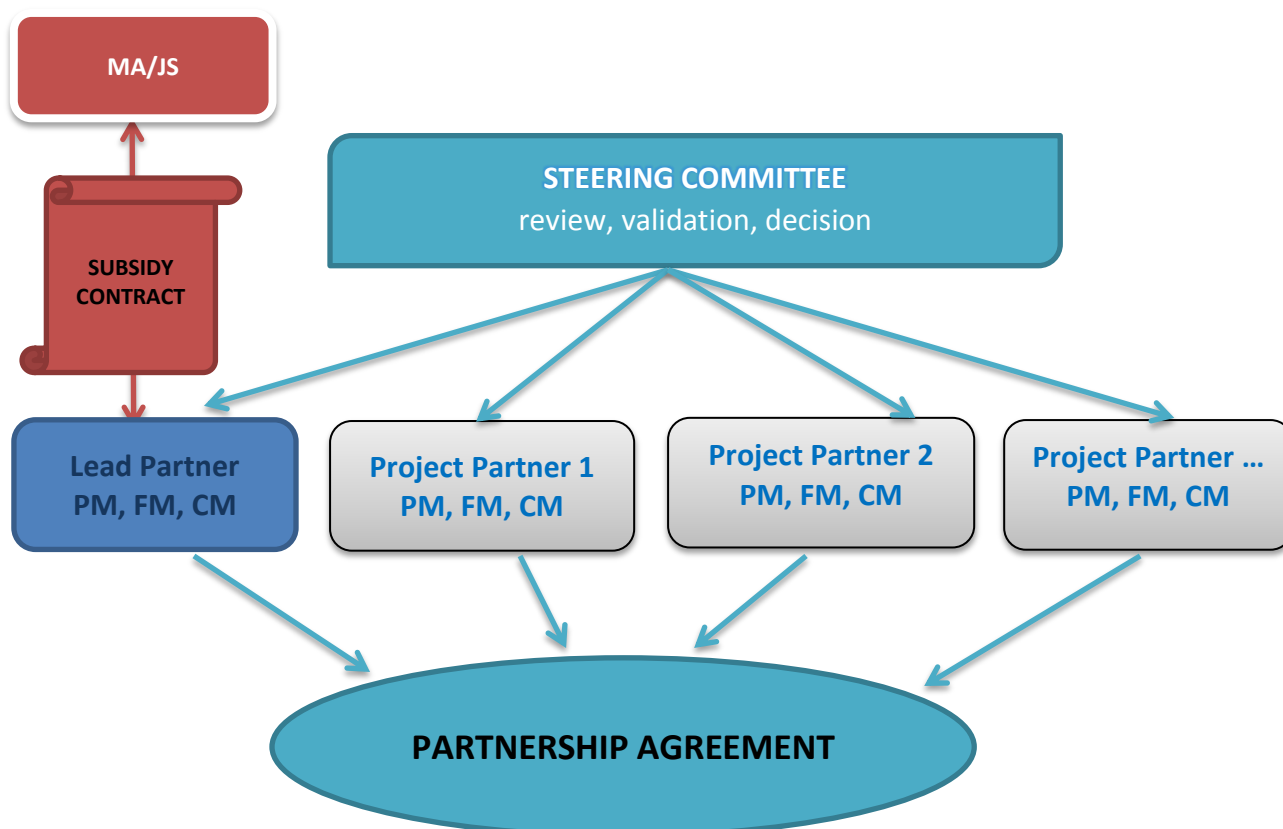 MA/JS
STEERING COMMITTEE
review, validation, decision
SUBSIDY
CONTRACT
Lead Partner
PM, FM, CM
Project Partner 1
PM, FM, CM
Project Partner 2
PM, FM, CM
Project Partner ...
PM, FM, CM
PARTNERSHIP AGREEMENT